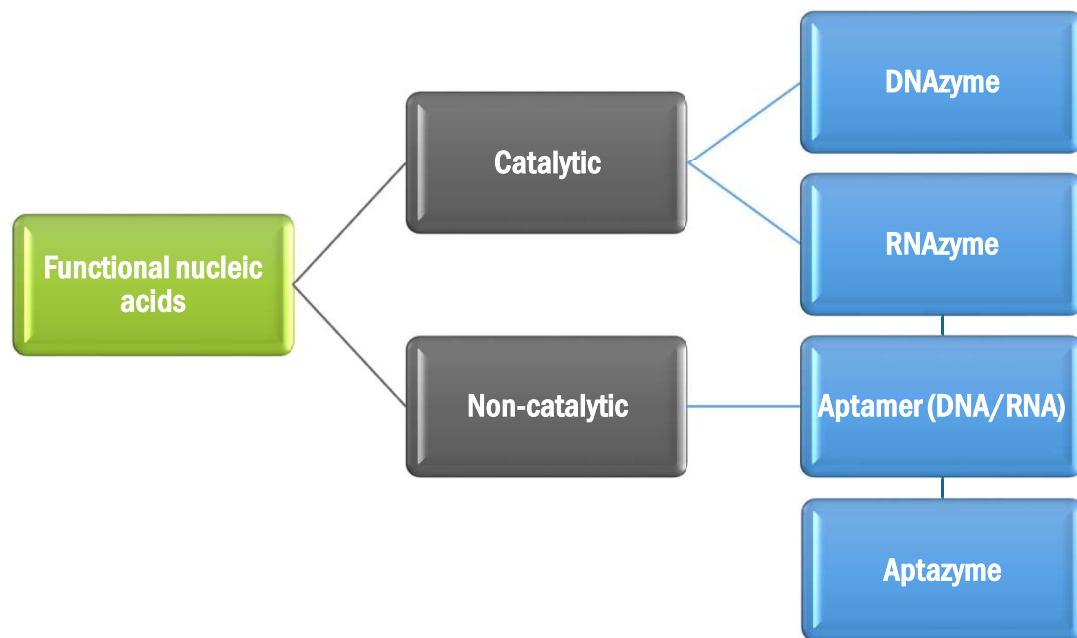 Functional nucleic
acids
Catalytic
Non-catalytic
DNAzyme
RNAzyme
Aptamer (DNA/RNA)
Aptazyme